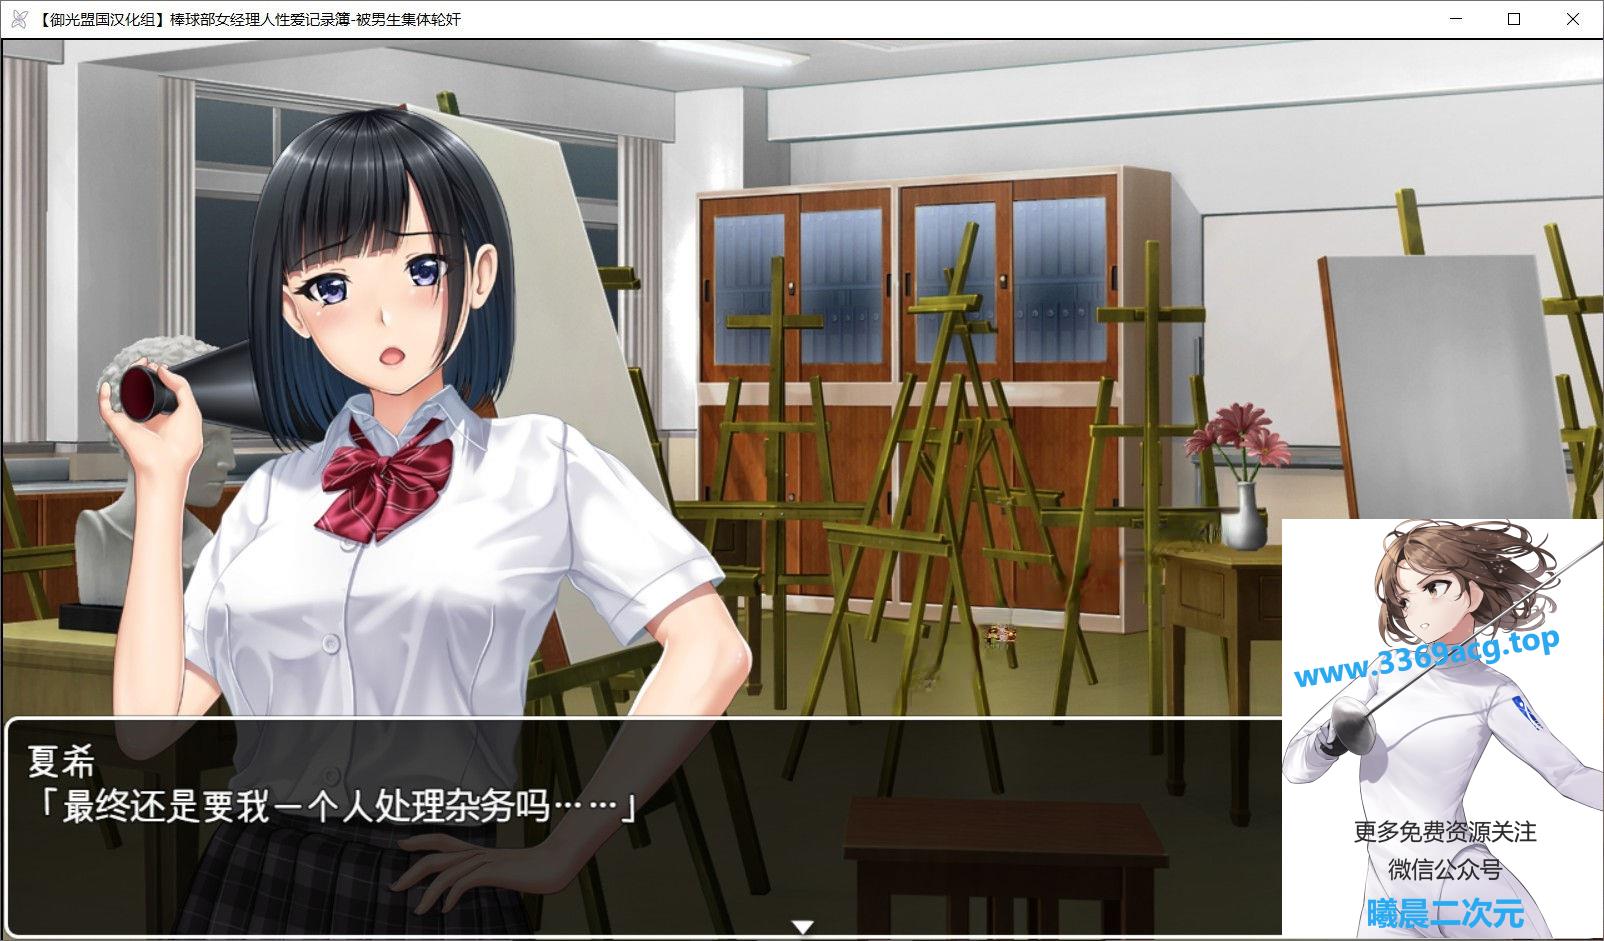 【御光盟国汉化组】棒球部女经理人性爱记录簿-被男生集体轮奸
www.3369acg.top
夏希
「最终还是要我一个人处理杂务吗……」
更多免费资源关注
微信公众号
曦晨二次元